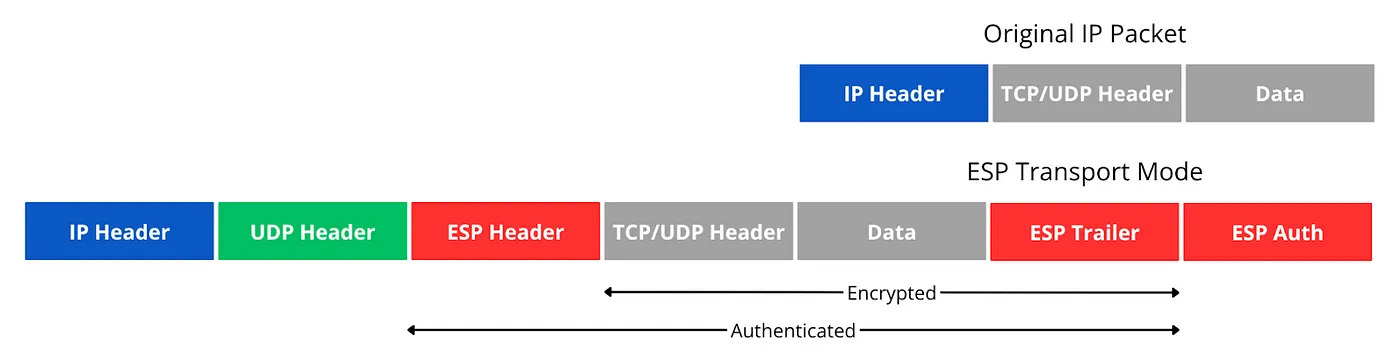 Original IP Packet
IP Header TCP/UDP Header Data
ESP Transport Mode
IP Header UDP Header ESP Header TCP/UDP Header Data ESP Trailer ESP Auth
Encrypted
Authenticated